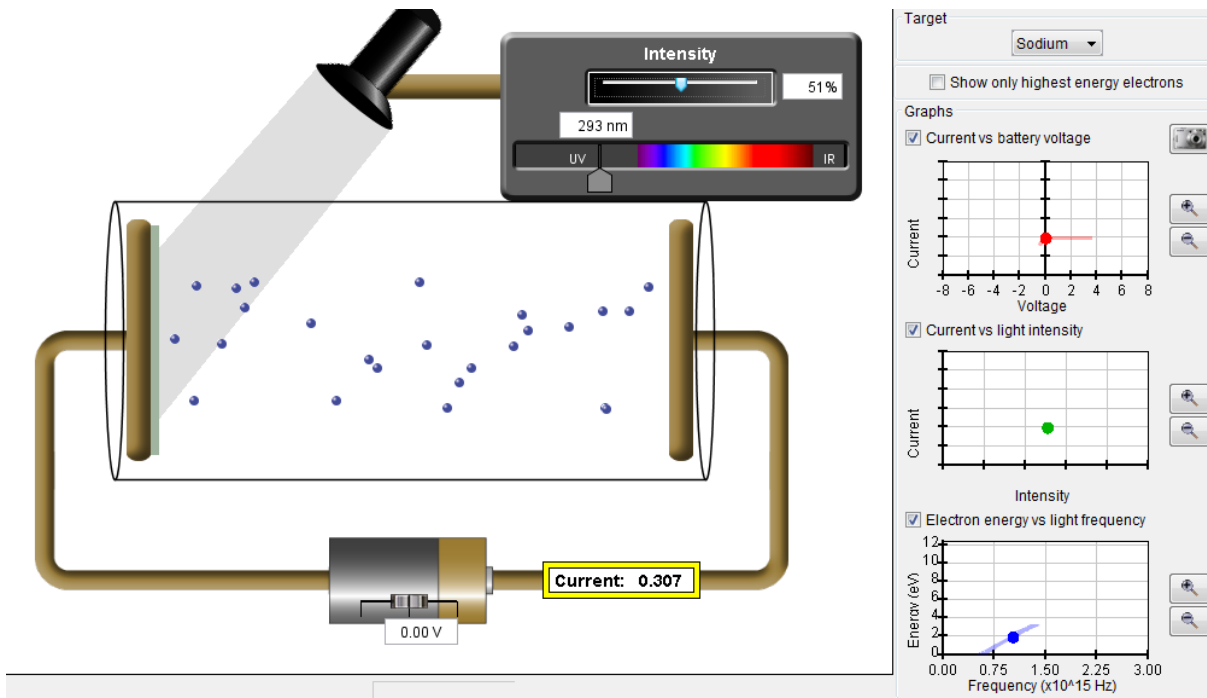 Intensity
51%
293 nm
UV
IR
Current: 0.307
0.00 V
Target
Sodium
Show only highest energy electrons
Graphs
Current vs battery voltage
Current
-8 -6 -4 -2 0 2 4 6 8
Voltage
Current vs light intensity
Current
Intensity
Electron energy vs light frequency
Energy (eV)
12
10
8
6
4
2
0
0.00 0.75 1.50 2.25 3.00
Frequency (x10^15 Hz)